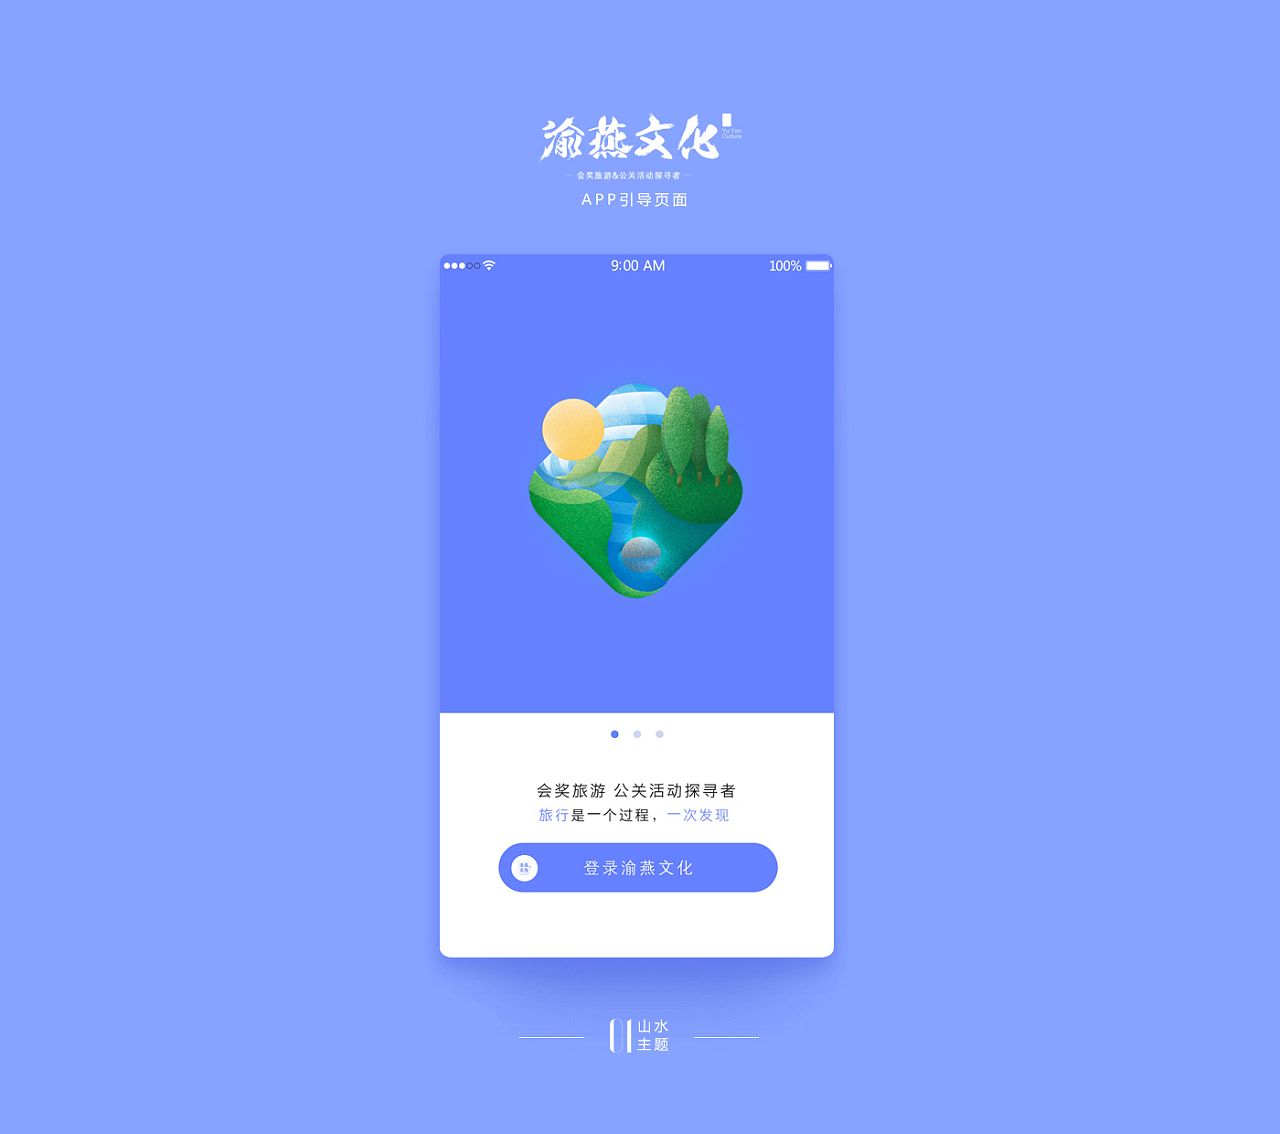 渝燕文化
Yu Yan
Culture
会奖旅游&公关活动探寻者
APP引导页面
9:00 AM
100%
会奖旅游 公关活动探寻者
旅行是一个过程，一次发现
登录渝燕文化
01
山水
主题